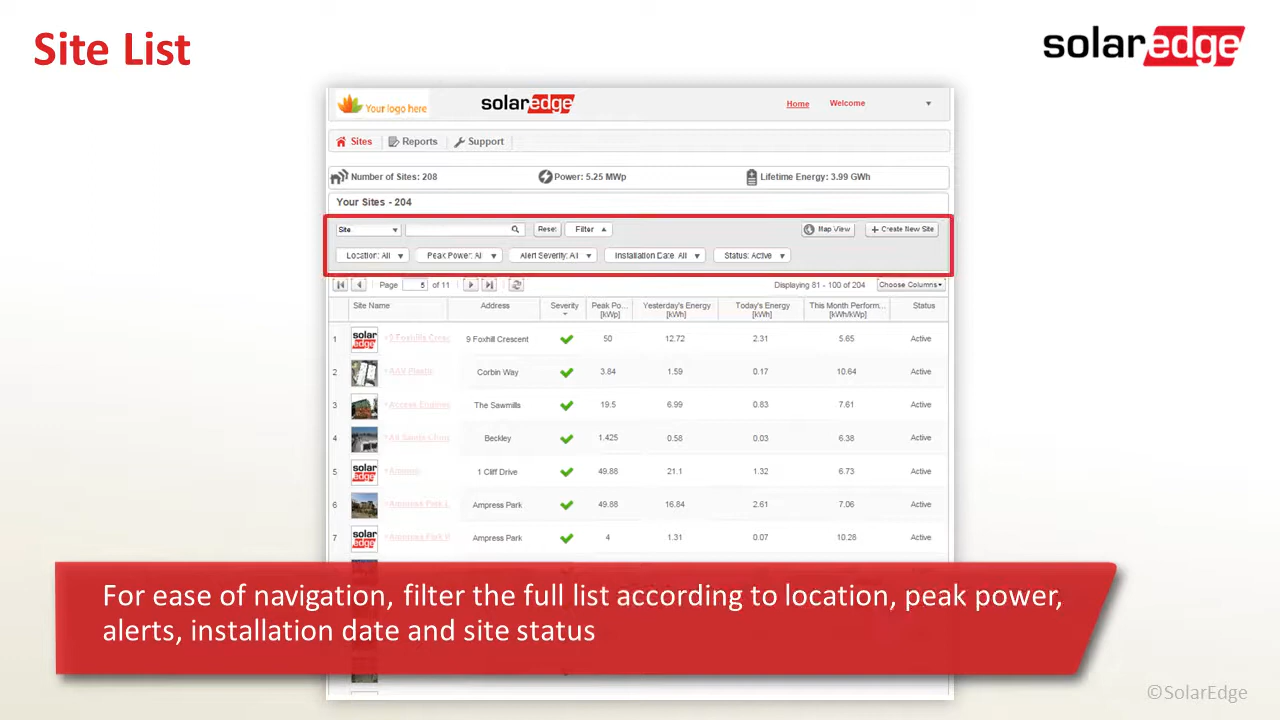 Site List
solaredge
Your logo here
solaredge
Home
Welcome
Sites
Reports
Support
Number of Sites: 208
Power: 5.25 MWp
Lifetime Energy: 3.99 GWh
Your Sites - 204
Site
Reset
Filter
Map View
Create New Site
Location: All
Peak Power: All
Alert Severity: All
Installation Date All
Status: Active
Page 5 of 11
Displaying 81 - 100 of 204
Choose Columns
Site Name Address Severity Peak Po... [kWp] Yesterday's Energy [kWh] Today's Energy [kWh] This Month Perform... [kWh/kWp] Status
1 solaredge 9 Foxhill Crescent 50 12.72 2.31 5.65 Active
2 Corbin Way 3.84 1.59 0.17 10.64 Active
3 The Sawmills 19.5 6.99 0.83 7.61 Active
4 Beckley 1.425 0.58 0.03 6.38 Active
5 solaredge 1 Cliff Drive 49.88 21.1 1.32 6.73 Active
6 Ampress Park 49.88 16.84 2.61 7.06 Active
7 solaredge Ampress Park 4 1.31 0.07 10.28 Active
For ease of navigation, filter the full list according to location, peak power,
alerts, installation date and site status
©SolarEdge